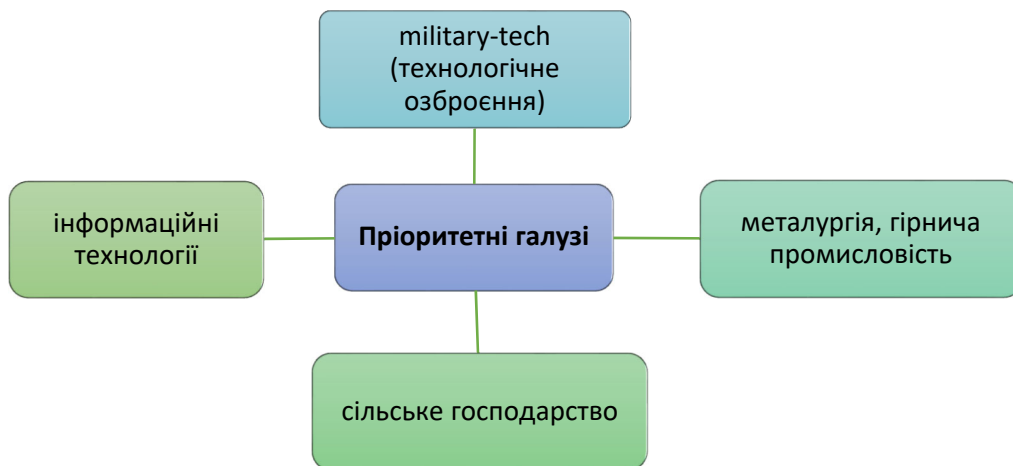 military-tech
(технологічне
озброєння)
інформаційні
технології
Пріоритетні галузі
металургія, гірнича
промисловість
сільське господарство